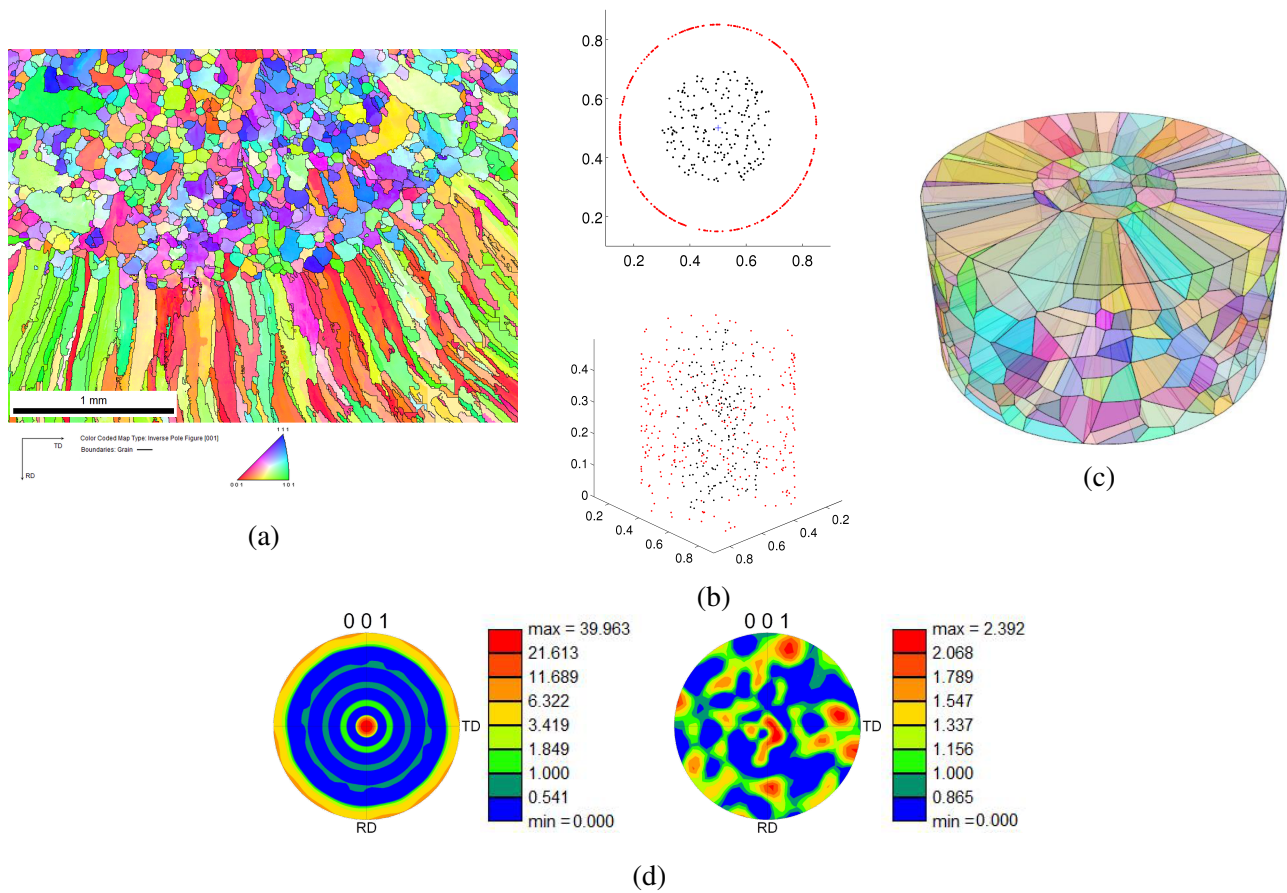 1 mm
TD
RD
Color Coded Map Type: Inverse Pole Figure [001]
Boundaries: Grain
1 1 1
0 0 1
1 0 1
(a)
0.8
0.6
0.4
0.2
0.2
0.4
0.6
0.8
0.4
0.3
0.2
0.1
0
0.2
0.4
0.6
0.8
0.8
0.6
0.4
0.2
(b)
(c)
0 0 1
TD
RD
max = 39.963
21.613
11.689
6.322
3.419
1.849
1.000
0.541
min = 0.000
0 0 1
TD
RD
max = 2.392
2.068
1.789
1.547
1.337
1.156
1.000
0.865
min = 0.000
(d)